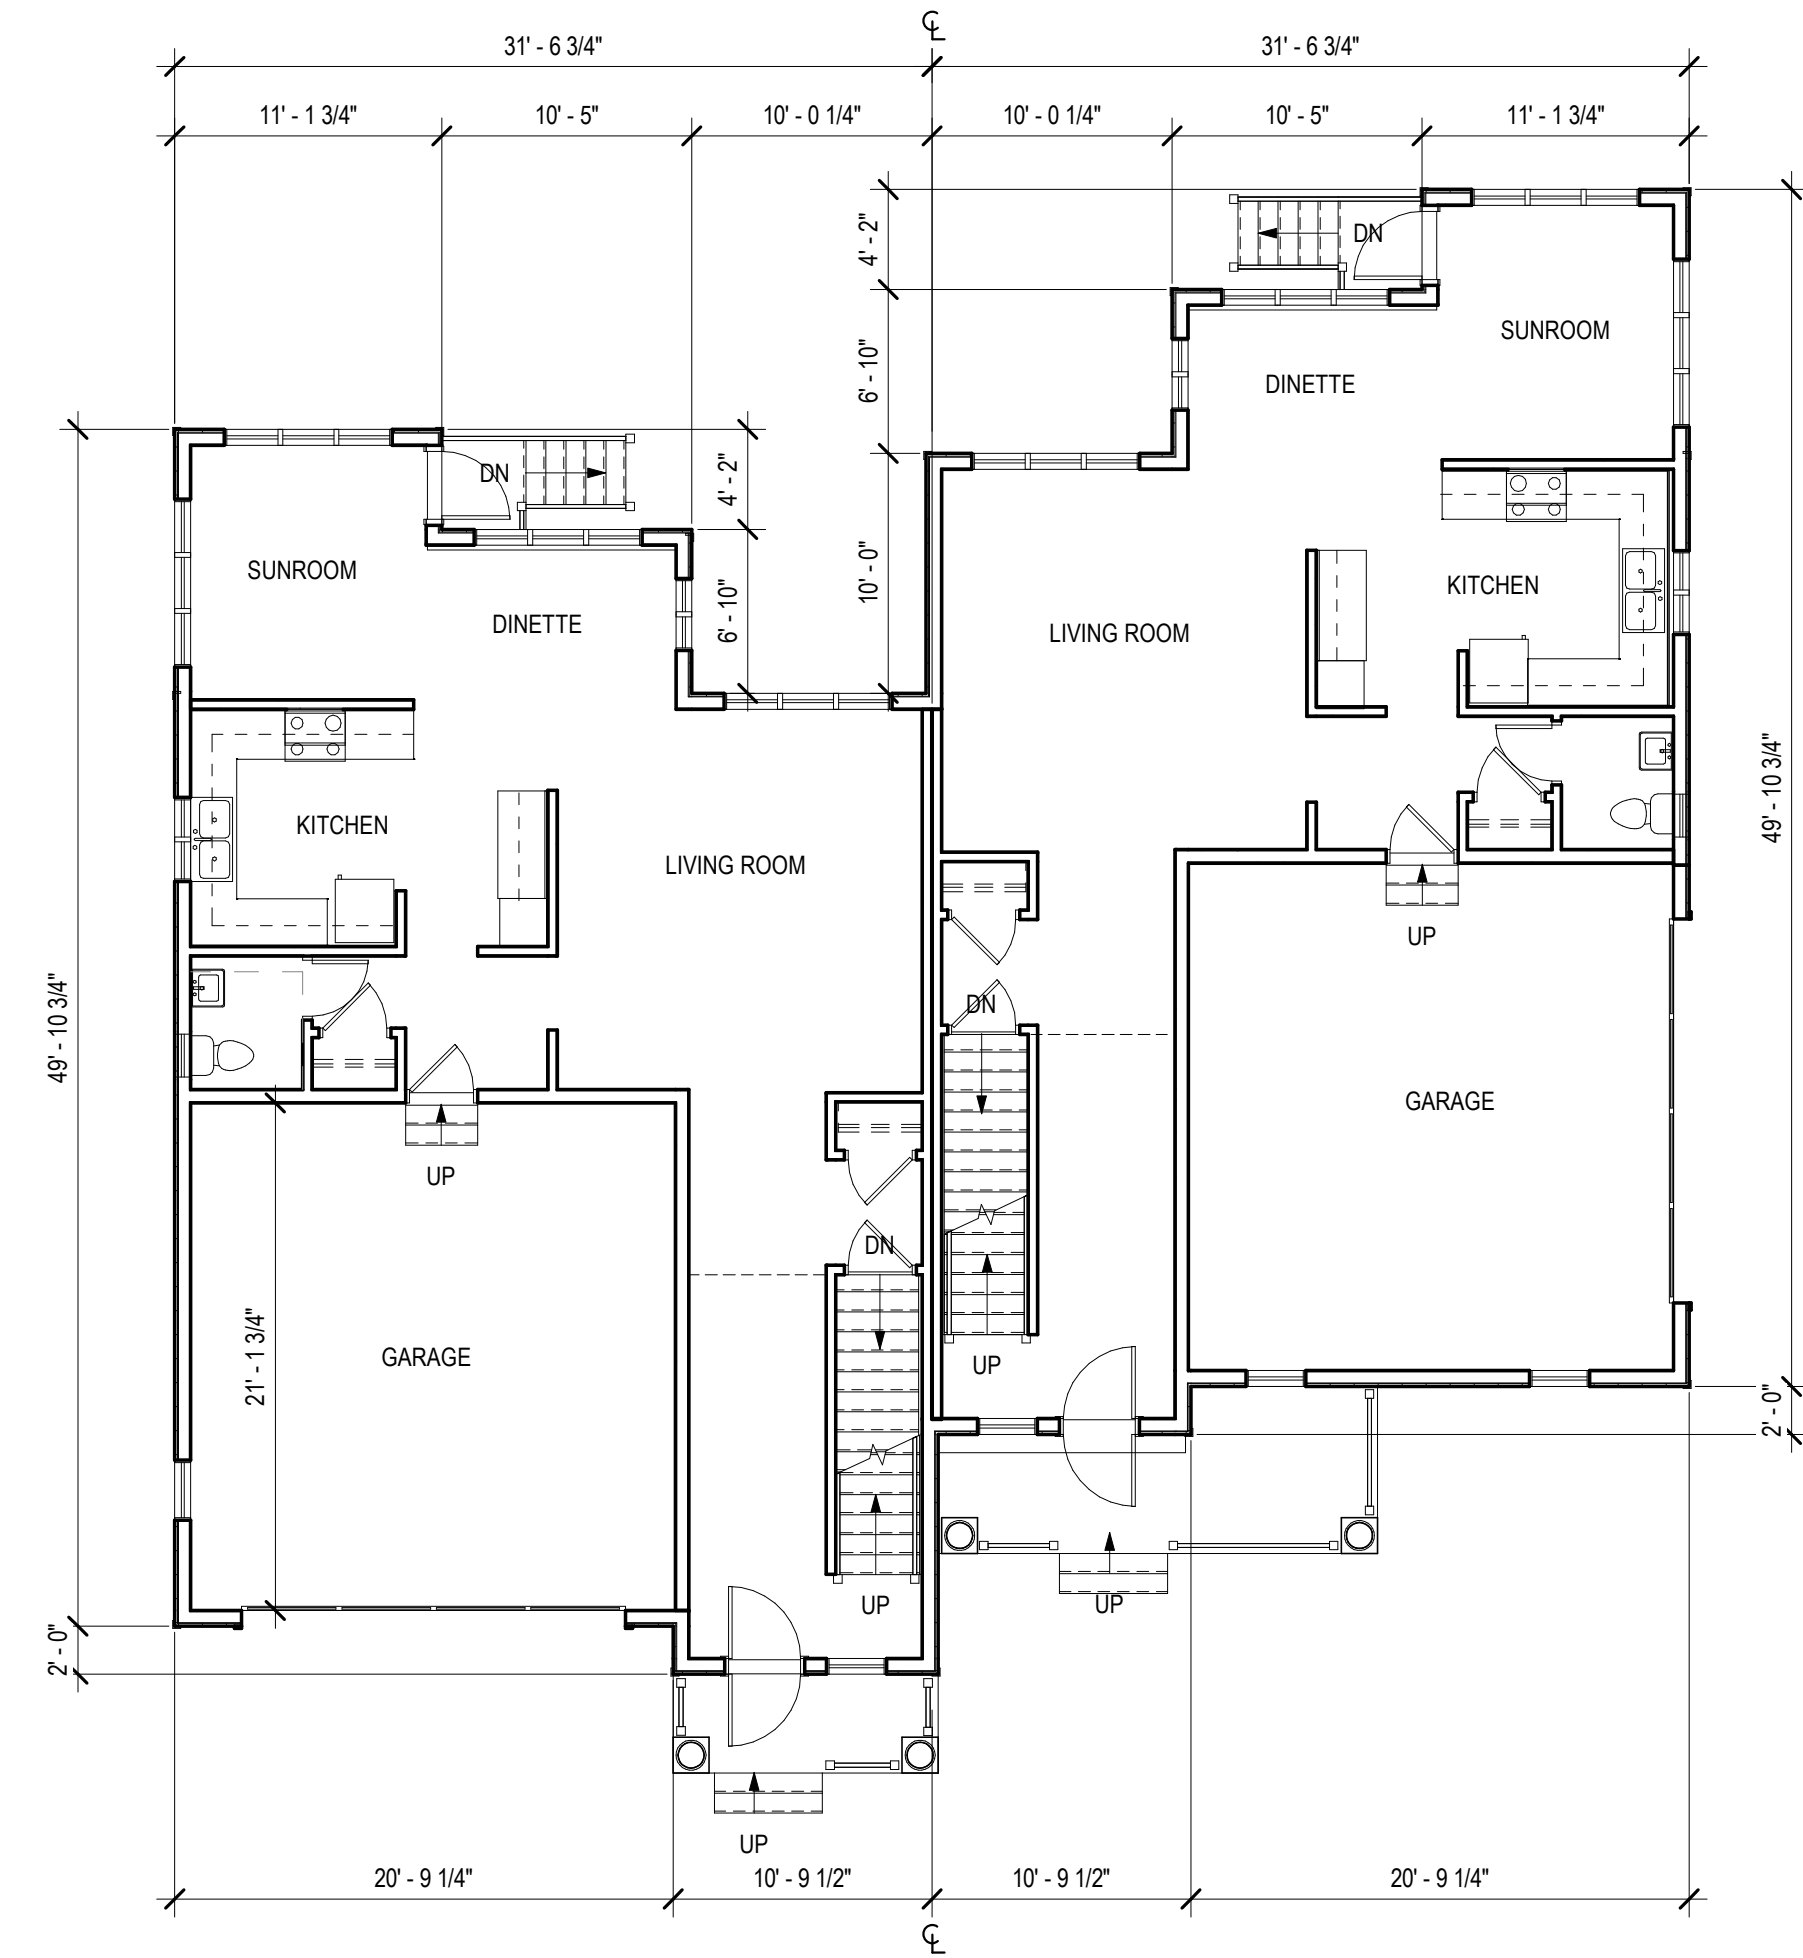 ℄
31' - 6 3/4" 31' - 6 3/4"
11' - 1 3/4" 10' - 5" 10' - 0 1/4" 10' - 0 1/4" 10' - 5" 11' - 1 3/4"
4' - 2"
DN
SUNROOM
6' - 10"
DINETTE
DN
4' - 2"
SUNROOM
10' - 0"
KITCHEN
6' - 10"
DINETTE
LIVING ROOM
49' - 10 3/4"
KITCHEN
LIVING ROOM
UP
DN
49' - 10 3/4"
GARAGE
UP
DN
GARAGE
21' - 1 3/4"
UP
2' - 0"
UP
UP
2' - 0"
UP
20' - 9 1/4" 10' - 9 1/2" 10' - 9 1/2" 20' - 9 1/4"
℄